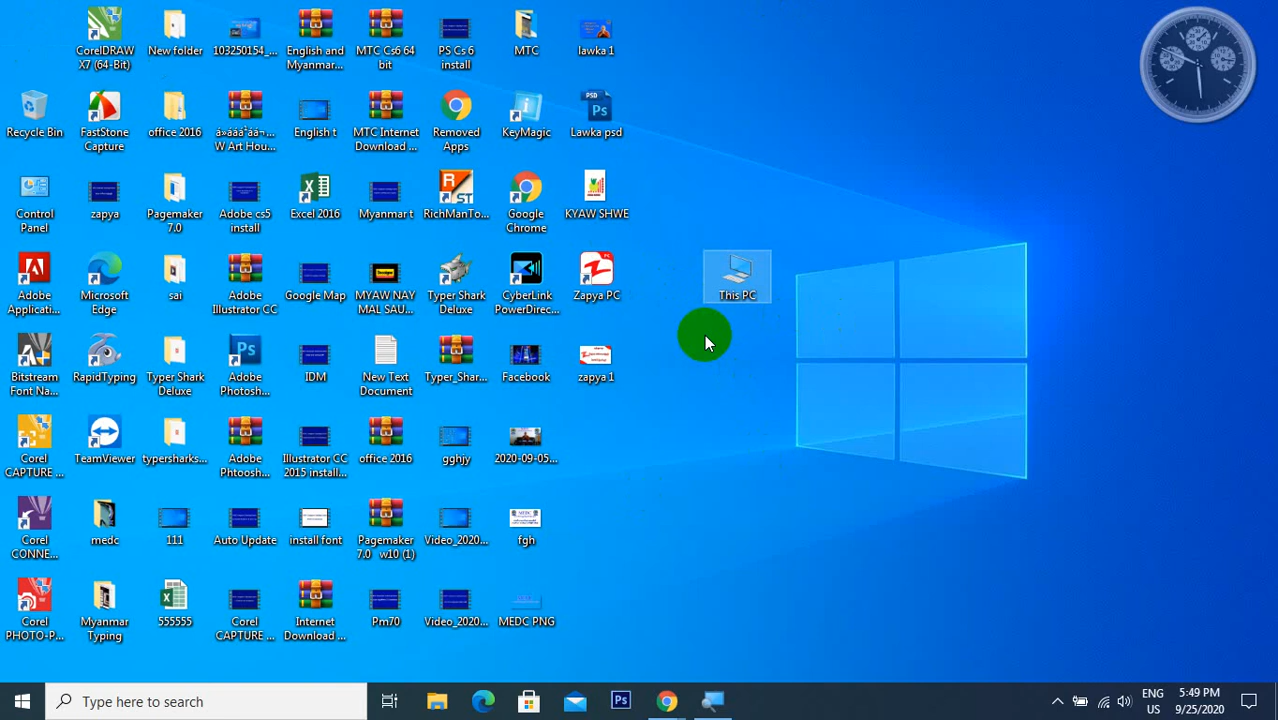 CorelDRAW
X7 (64-Bit)
New folder
103250154_...
English and
Myanmar...
MTC Cs6 64
bit
PS Cs 6
install
MTC
lawka 1
Recycle Bin
FastStone
Capture
office 2016
W Art Hou...
English t
MTC Internet
Download ...
Removed
Apps
KeyMagic
PSD
Ps
Lawka psd
Control
Panel
zapya
Pagemaker
7.0
Adobe cs5
install
Excel 2016
Myanmar t
RichManTo...
Google
Chrome
KYAW SHWE
Adobe
Applicati...
Microsoft
Edge
sai
Adobe
Illustrator CC
Google Map
MYAW NAY
MAL SAU...
Typer Shark
Deluxe
CyberLink
PowerDirec...
Zapya PC
This PC
Bitstream
Font Na...
RapidTyping
Typer Shark
Deluxe
Ps
Adobe
Photosh...
IDM
New Text
Document
Typer_Shar...
Facebook
zapya 1
Corel
CAPTURE ...
TeamViewer
typersharks...
Adobe
Phtoosh...
Illustrator CC
2015 install...
office 2016
gghjy
2020-09-05...
Corel
CONNE...
medc
111
Auto Update
install font
Pagemaker
7.0 w10 (1)
Video_2020...
fgh
Corel
PHOTO-P...
Myanmar
Typing
555555
Corel
CAPTURE ...
Internet
Download ...
Pm70
Video_2020...
MEDC PNG
Type here to search
Ps
ENG
US
5:49 PM
9/25/2020